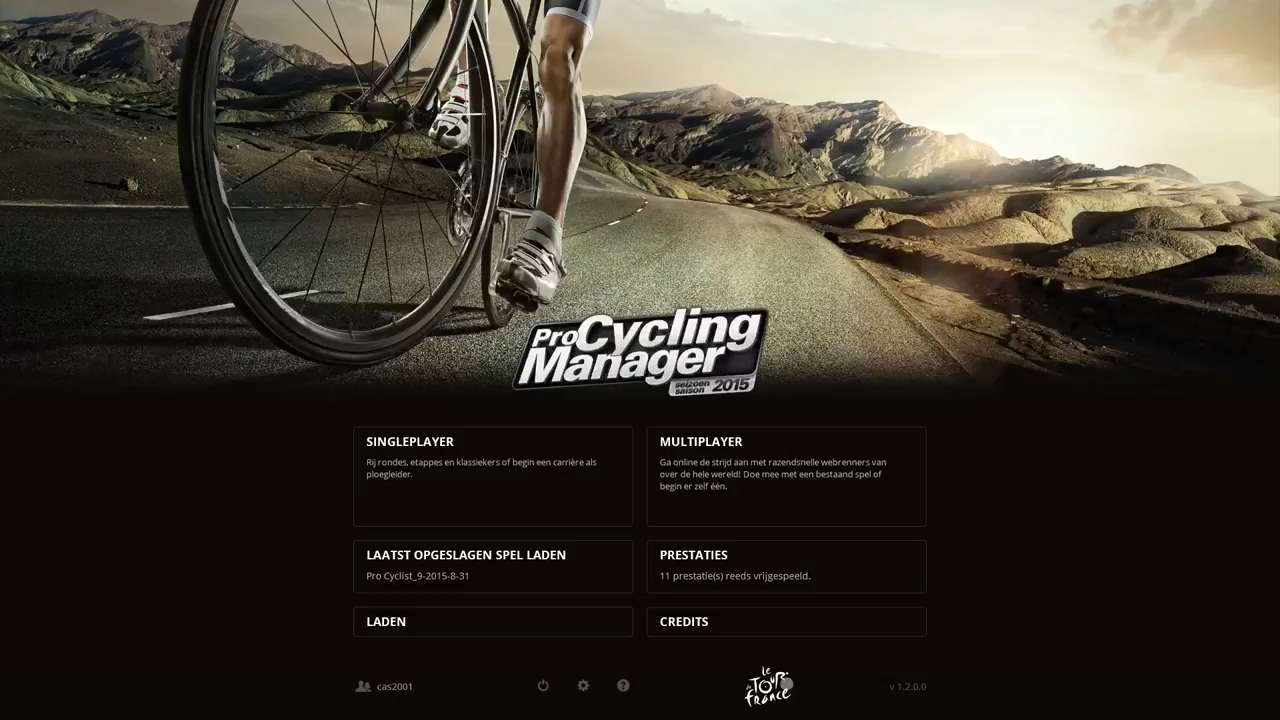 Pro Cycling
Manager
seizoen
saison 2015
SINGLEPLAYER
Rij rondes, etappes en klassiekers of begin een carrière als
ploegleider.
MULTIPLAYER
Ga online de strijd aan met razendsnelle webrenners van
over de hele wereld! Doe mee met een bestaand spel of
begin er zelf één.
LAATST OPGESLAGEN SPEL LADEN
Pro Cyclist_9-2015-8-31
PRESTATIES
11 prestatie(s) reeds vrijgespeeld.
LADEN
CREDITS
cas2001
?
le
TOUR
de
france
v 1.2.0.0